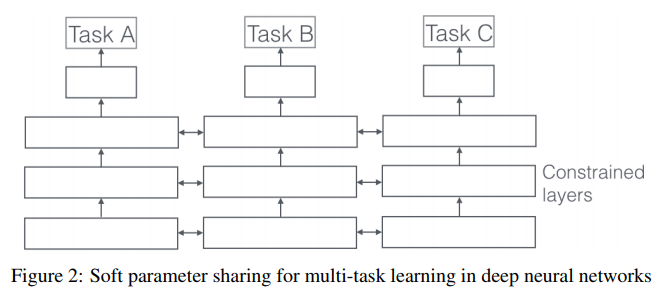 Task A
Task B
Task C
Constrained
layers
Figure 2: Soft parameter sharing for multi-task learning in deep neural networks